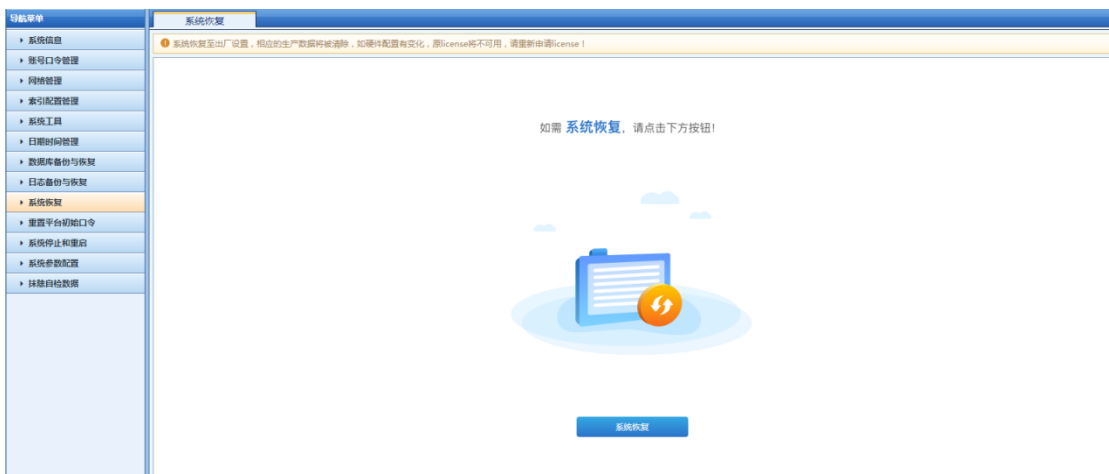 导航菜单
系统恢复
系统信息
账号口令管理
网络管理
索引配置管理
系统工具
日期时间管理
数据库备份与恢复
日志备份与恢复
系统恢复
重置平台初始口令
系统停止和重启
系统参数配置
抹除自检数据
系统恢复至出厂设置，相应的生产数据将被清除，如硬件配置有变化，原license将不可用，请重新申请license！
如需 系统恢复，请点击下方按钮!
系统恢复